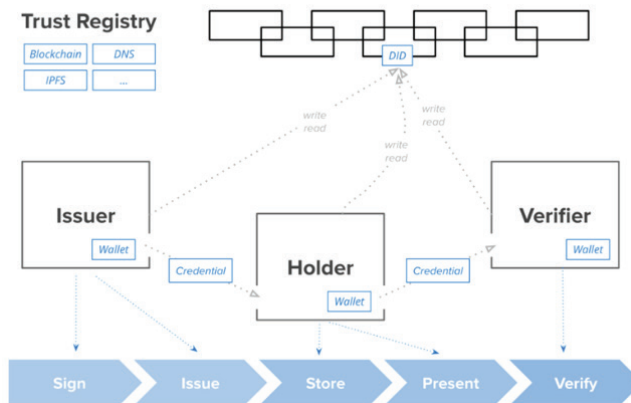 Trust Registry
Blockchain
DNS
IPFS
...
DID
write
read
write
read
write
read
Issuer
Wallet
Credential
Holder
Wallet
Credential
Verifier
Wallet
Sign
Issue
Store
Present
Verify